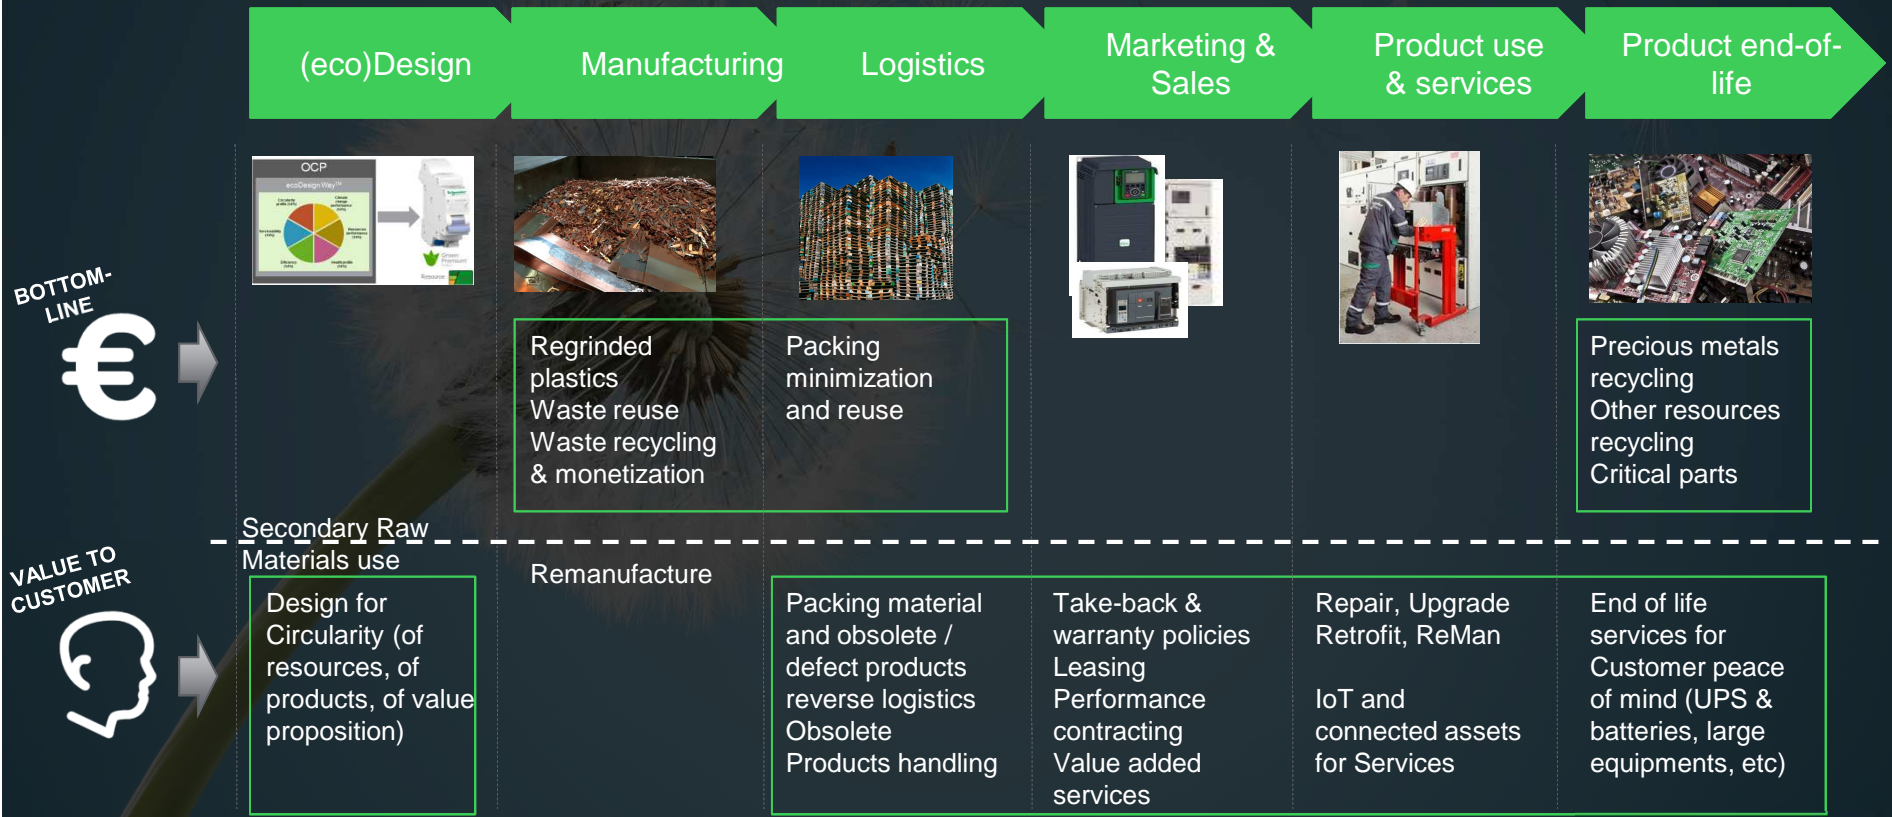 (eco)Design
Manufacturing
Logistics
Marketing &
Sales
Product use
& services
Product end-of-
life
OCP
ecoDesign Way™
Green
Premium
Resource
BOTTOM-
LINE
€
Regrinded
plastics
Waste reuse
Waste recycling
& monetization
Packing
minimization
and reuse
Precious metals
recycling
Other resources
recycling
Critical parts
Secondary Raw
Materials use
Remanufacture
VALUE TO
CUSTOMER
Design for
Circularity (of
resources, of
products, of value
proposition)
Packing material
and obsolete /
defect products
reverse logistics
Obsolete
Products handling
Take-back &
warranty policies
Leasing
Performance
contracting
Value added
services
Repair, Upgrade
Retrofit, ReMan
IoT and
connected assets
for Services
End of life
services for
Customer peace
of mind (UPS &
batteries, large
equipments, etc)